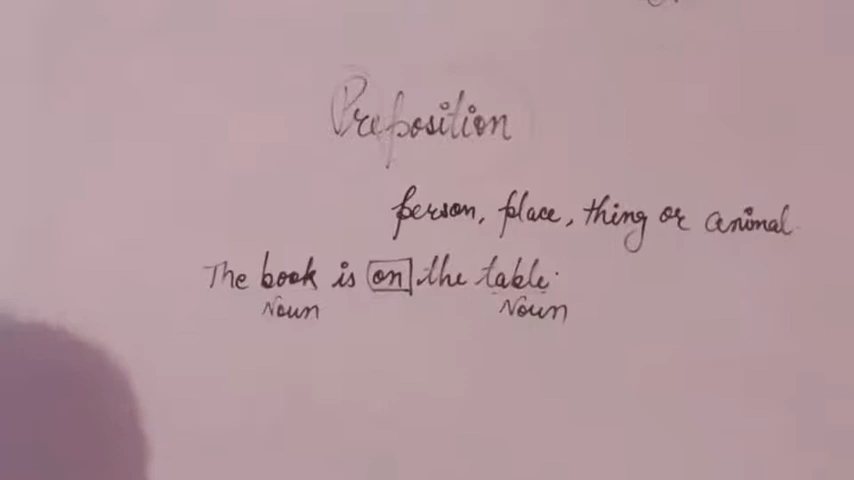 Preposition
person, place, thing or animal
The book is on the table.
Noun Noun